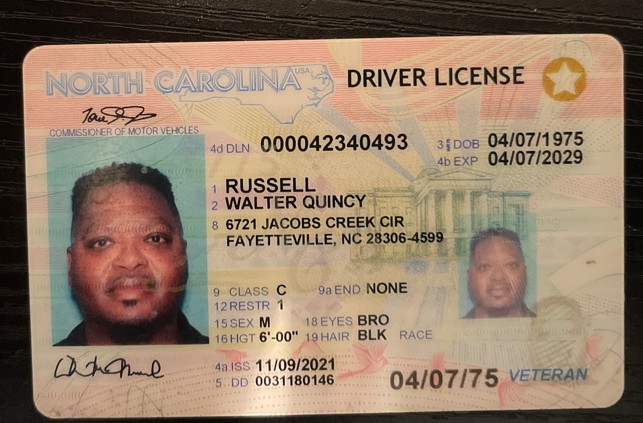 NORTH CAROLINA USA DRIVER LICENSE
COMMISSIONER OF MOTOR VEHICLES
4d DLN 000042340493 3 DOB 04/07/1975
4b EXP 04/07/2029
1 RUSSELL
2 WALTER QUINCY
8 6721 JACOBS CREEK CIR
FAYETTEVILLE, NC 28306-4599
9 CLASS C 9a END NONE
12 RESTR 1
15 SEX M 18 EYES BRO
16 HGT 6'-00" 19 HAIR BLK RACE
4a ISS 11/09/2021
5. DD 0031180146
04/07/75 VETERAN